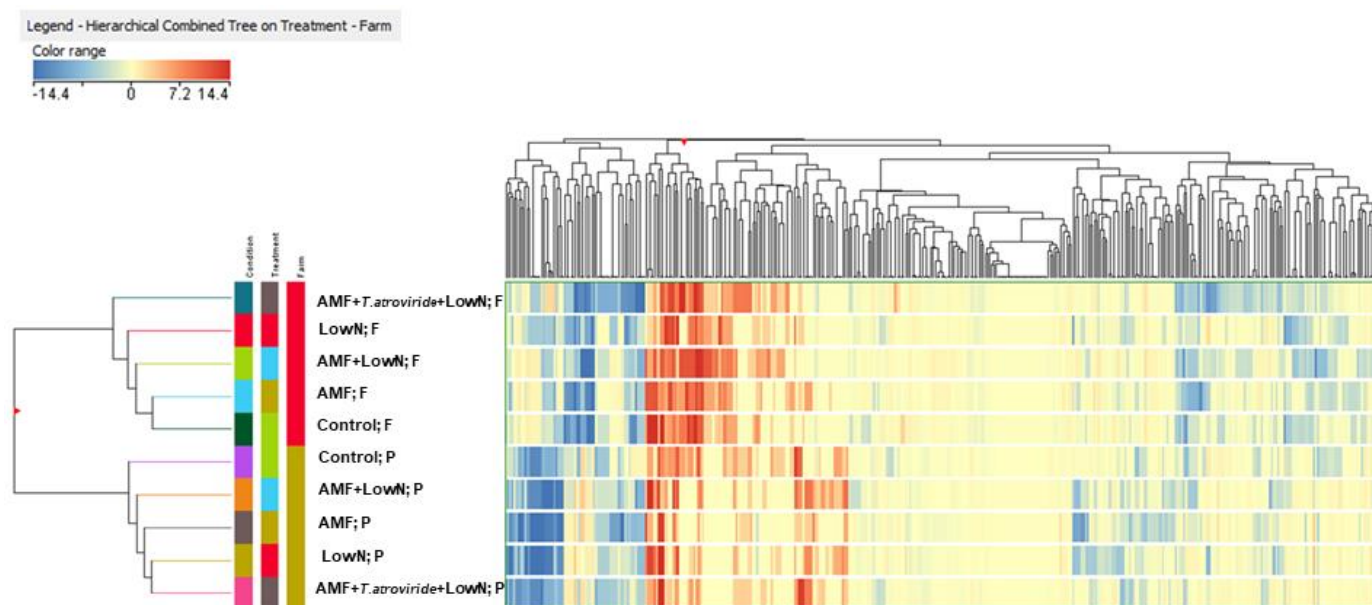 Legend - Hierarchical Combined Tree on Treatment - Farm
Color range
-14.4 0 7.2 14.4
Condition
Treatment
Farm
AMF+T.atroviride+LowN; F
LowN; F
AMF+LowN; F
AMF; F
Control; F
Control; P
AMF+LowN; P
AMF; P
LowN; P
AMF+T.atroviride+LowN; P